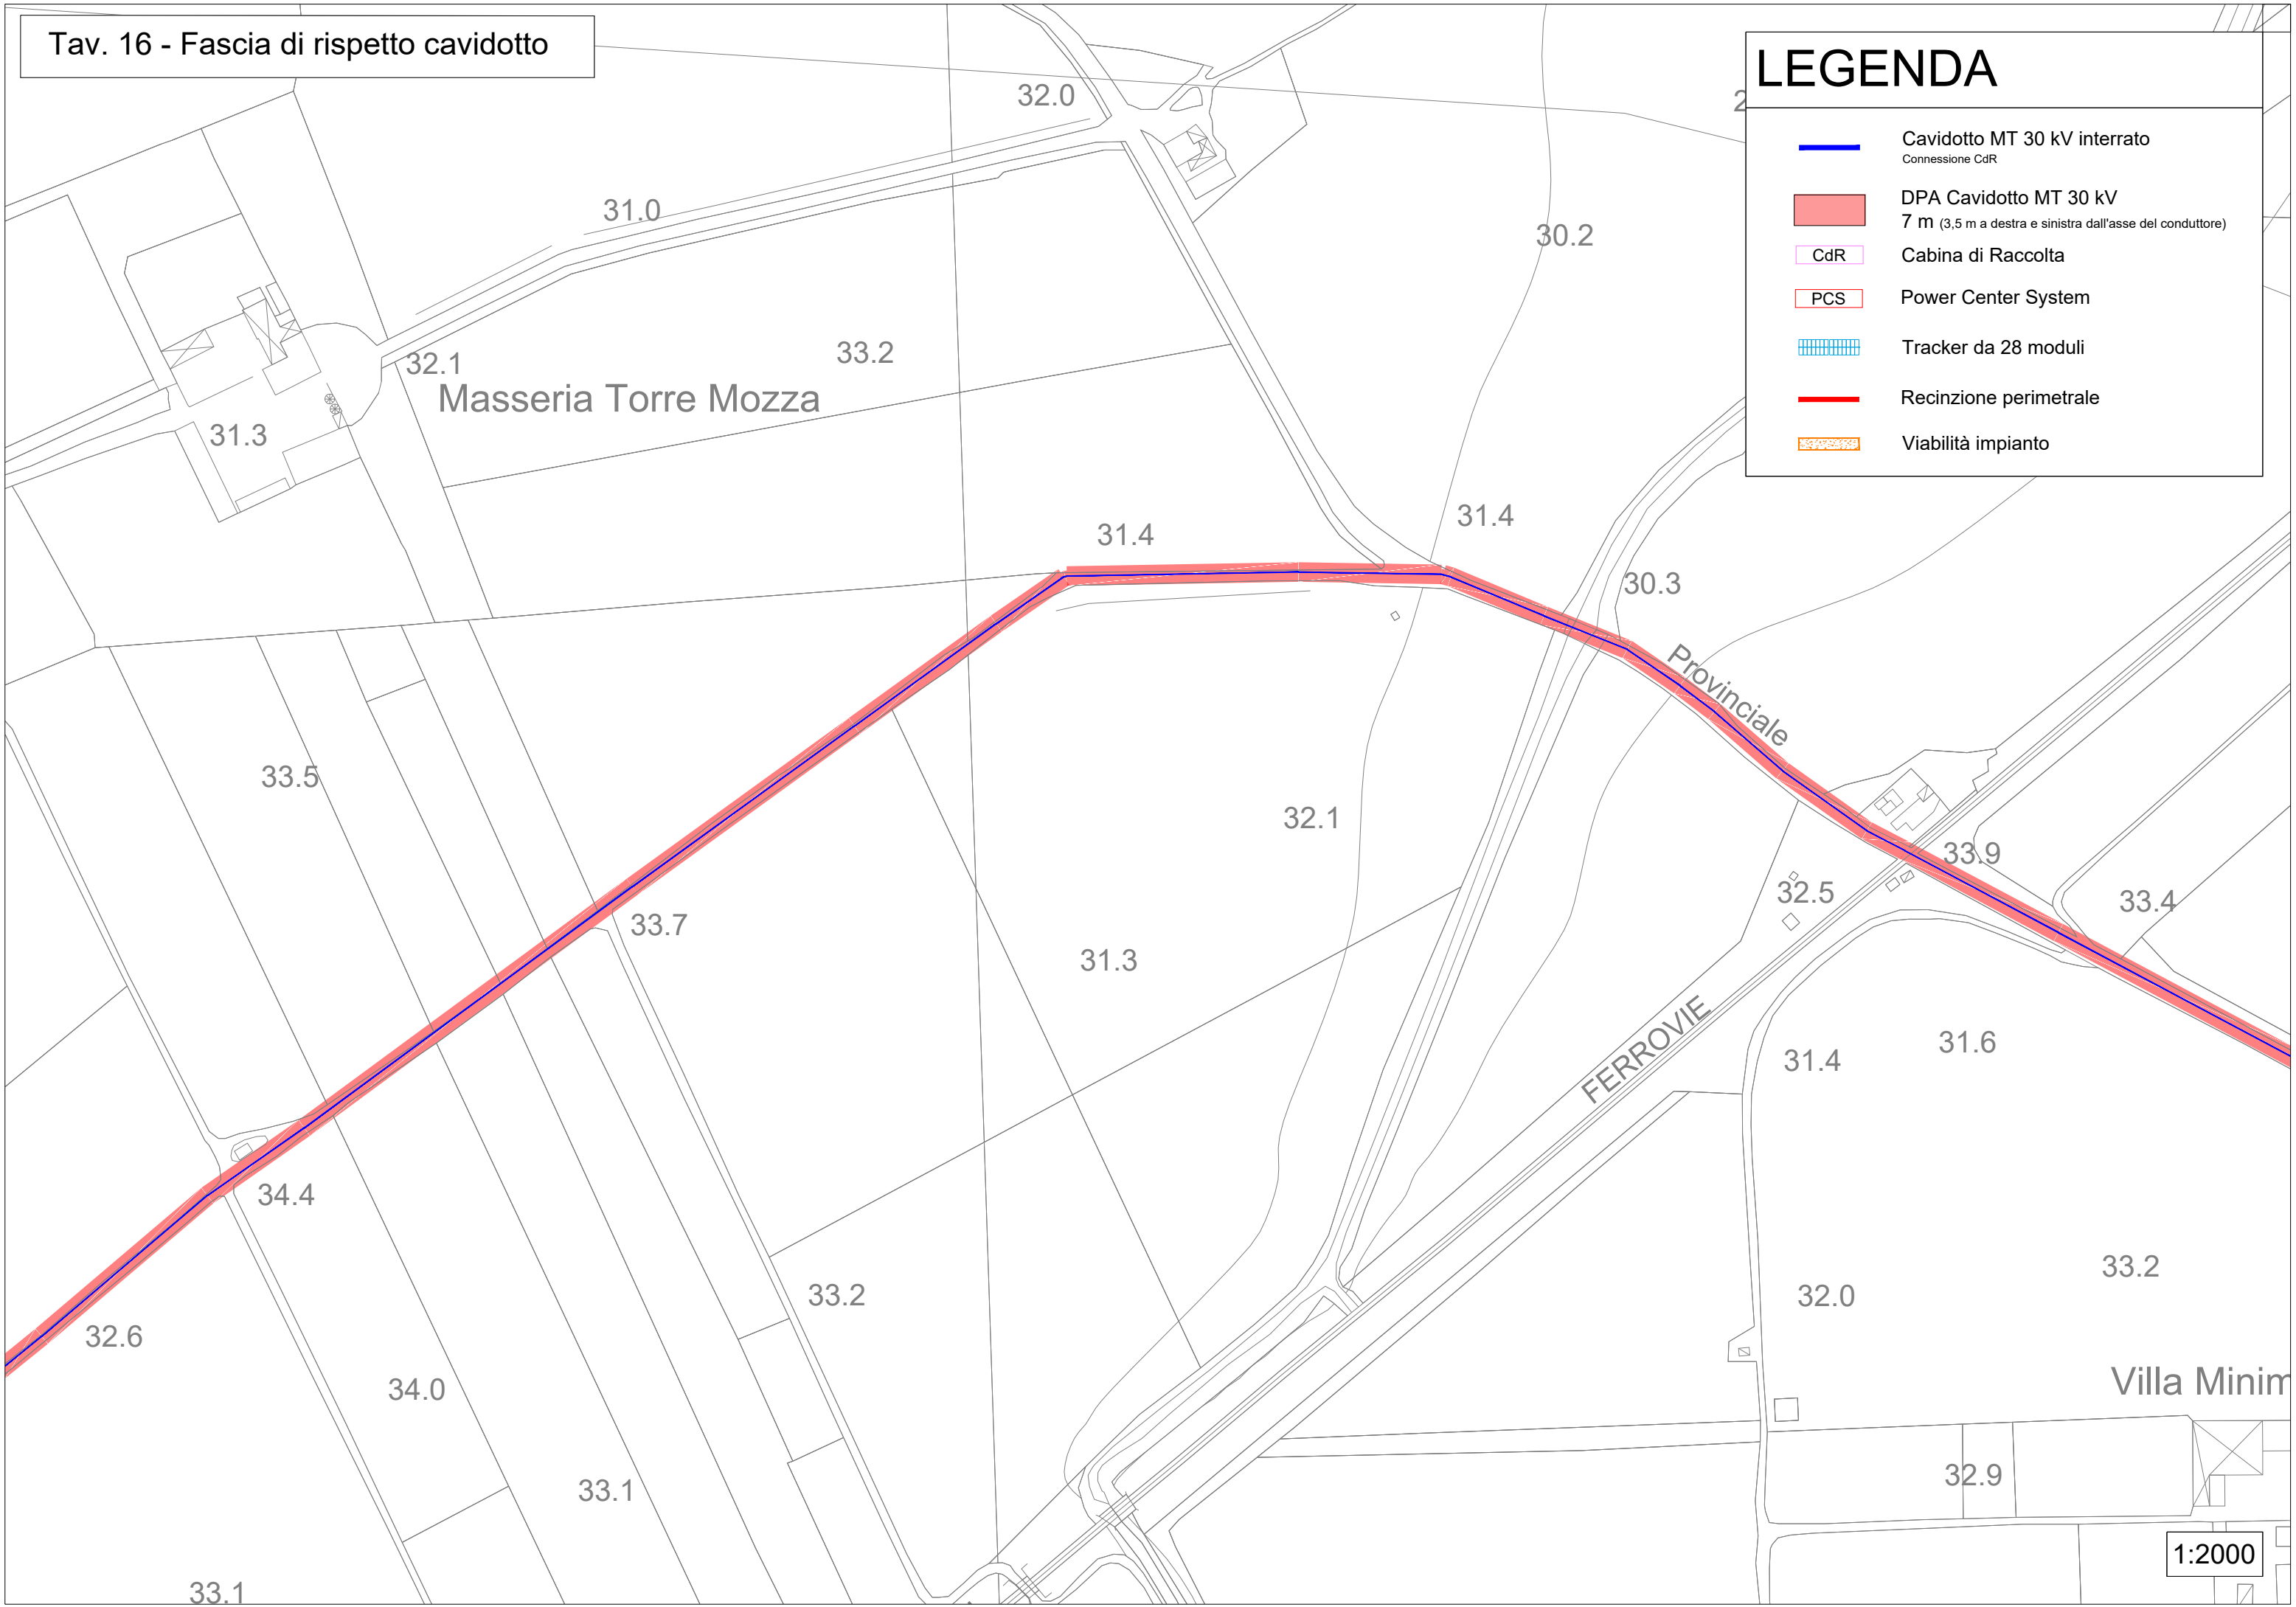 Tav. 16 - Fascia di rispetto cavidotto
LEGENDA
Cavidotto MT 30 kV interrato
Connessione CdR
DPA Cavidotto MT 30 kV
7 m (3,5 m a destra e sinistra dall'asse del conduttore)
CdR Cabina di Raccolta
PCS Power Center System
Tracker da 28 moduli
Recinzione perimetrale
Viabilità impianto
32.0
31.0
30.2
33.2
32.1
Masseria Torre Mozza
31.3
31.4
31.4
30.3
Provinciale
33.5
32.1
33.9
32.5
33.4
33.7
31.3
FERROVIE
31.4
31.6
34.4
33.2
32.0
33.2
32.6
34.0
Villa Minim
33.1
32.9
1:2000
33.1